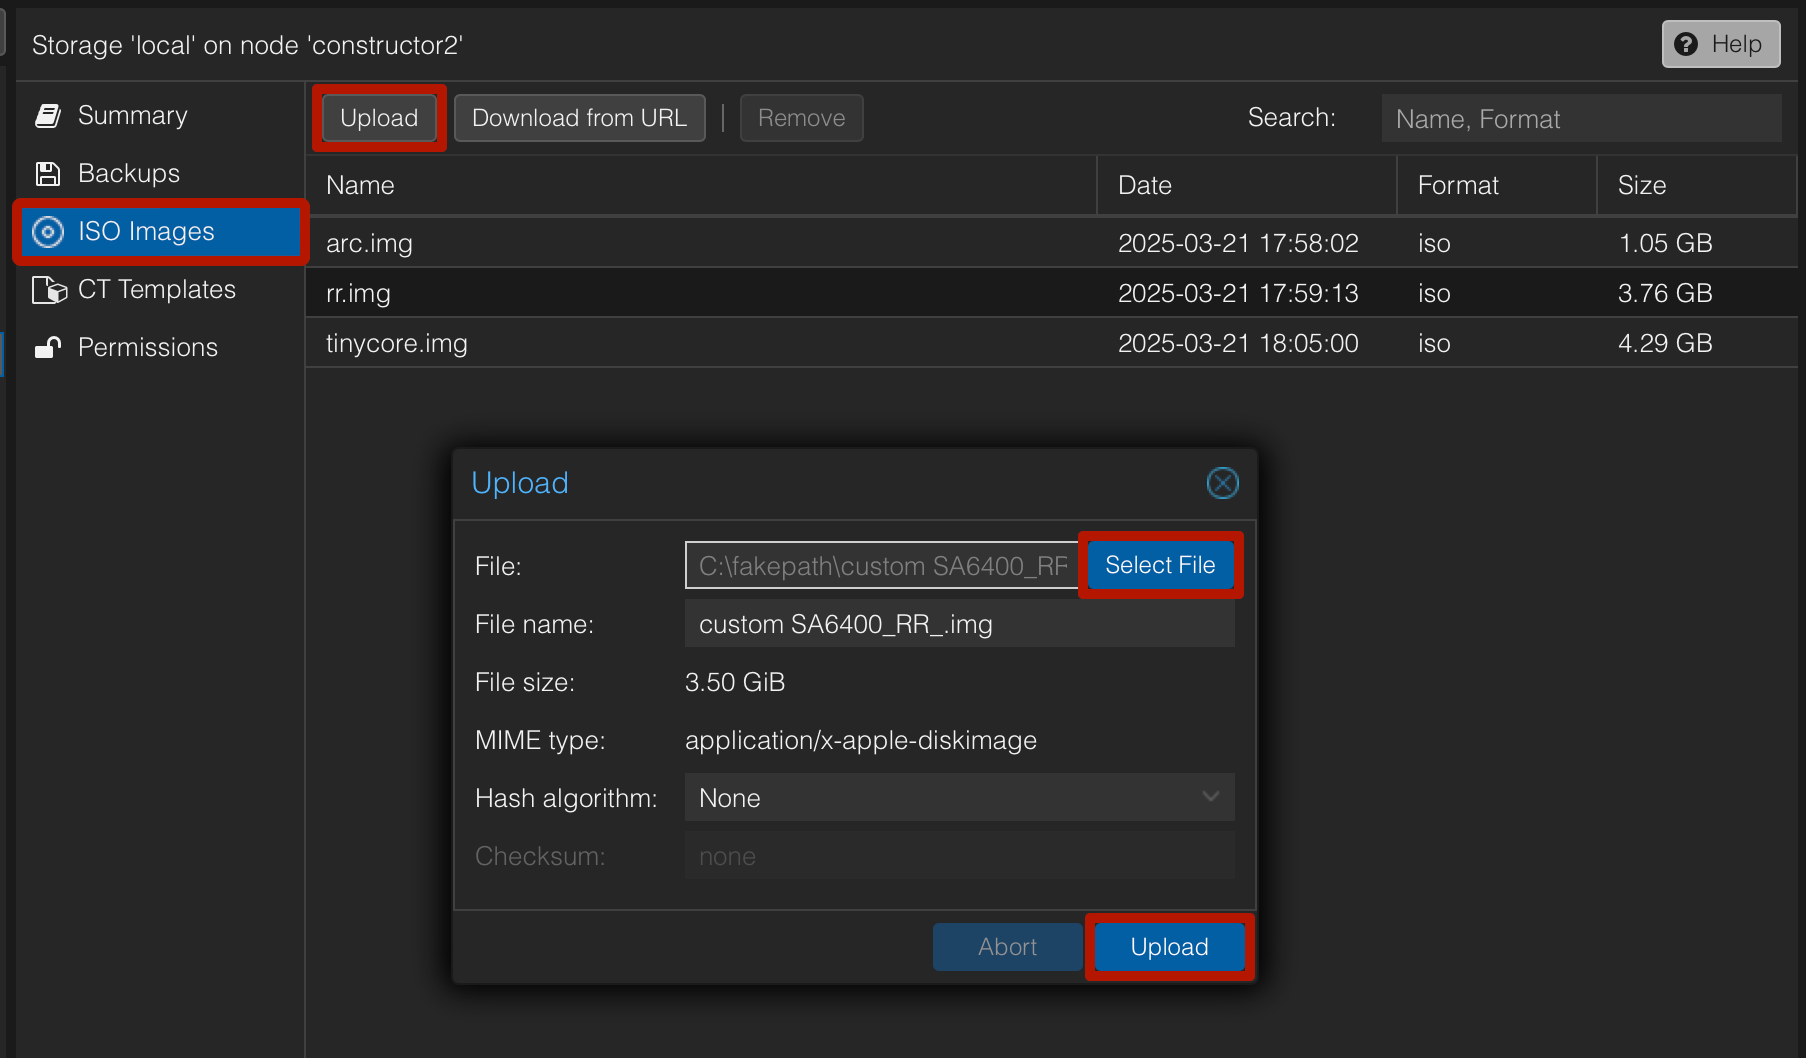 Storage 'local' on node 'constructor2'
Help
Summary
Backups
ISO Images
CT Templates
Permissions
Upload
Download from URL
Remove
Search:
Name, Format
Name Date Format Size
arc.img 2025-03-21 17:58:02 iso 1.05 GB
rr.img 2025-03-21 17:59:13 iso 3.76 GB
tinycore.img 2025-03-21 18:05:00 iso 4.29 GB
Upload
File: C:\fakepath\custom SA6400_RR Select File
File name: custom SA6400_RR_.img
File size: 3.50 GiB
MIME type: application/x-apple-diskimage
Hash algorithm: None
Checksum: none
Abort Upload